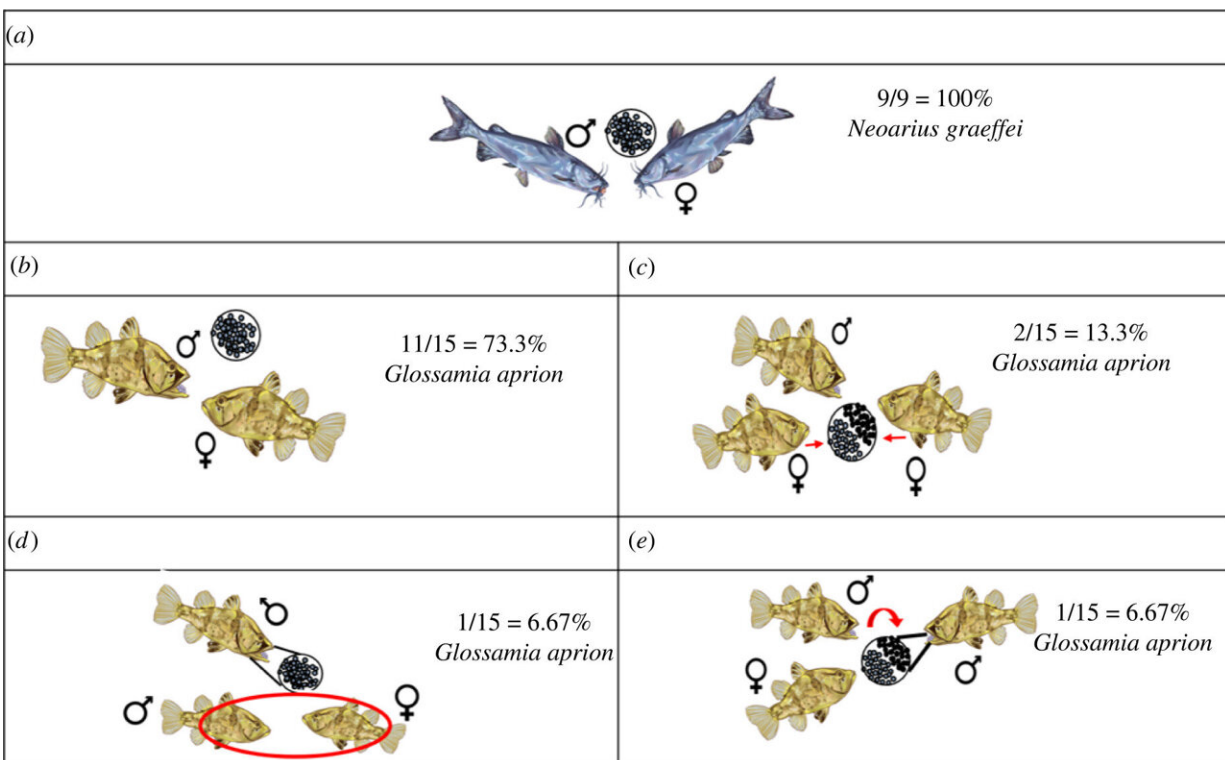 (a)
9/9 = 100%
Neoarius graeffei
♂
♀
(b)
♂
11/15 = 73.3%
Glossamia aprion
♀
(c)
♂
2/15 = 13.3%
Glossamia aprion
♀
♀
(d)
♂
1/15 = 6.67%
Glossamia aprion
♂
♀
(e)
♂
1/15 = 6.67%
Glossamia aprion
♀
♂